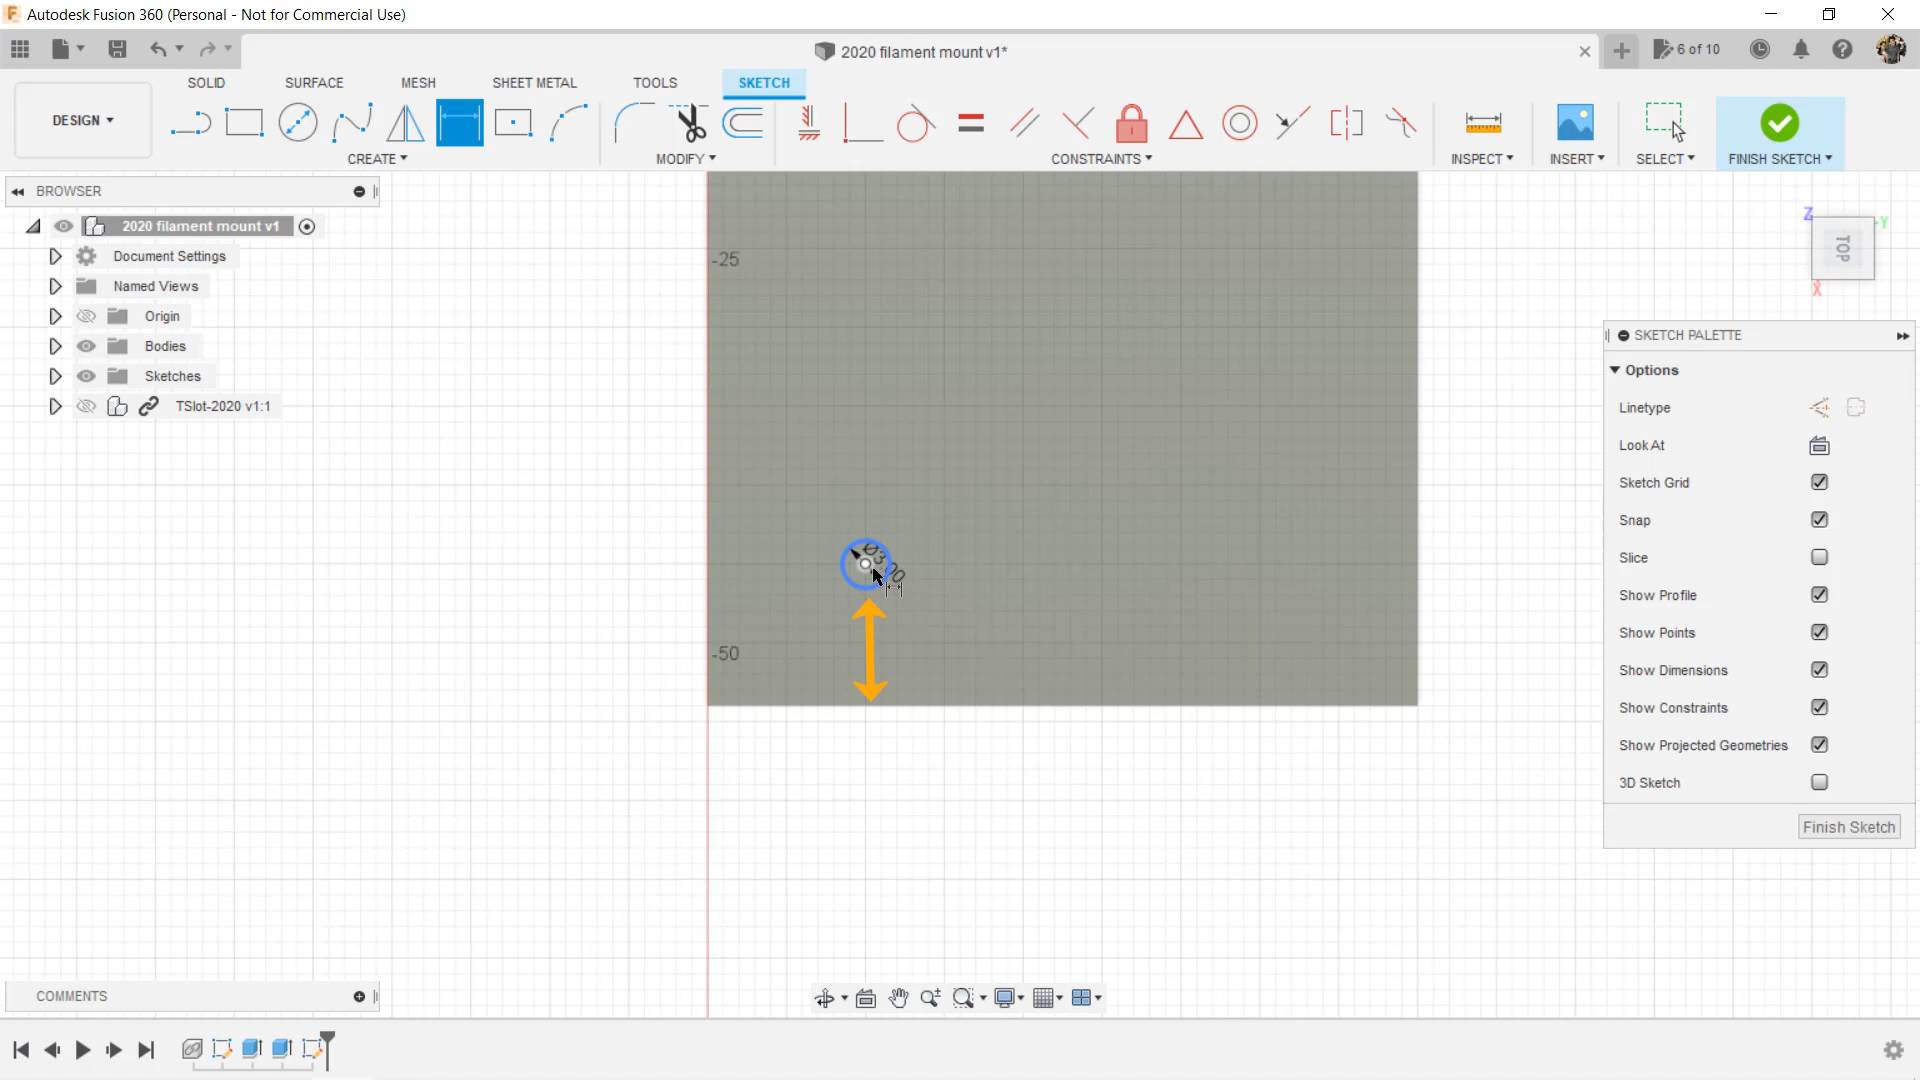 Autodesk Fusion 360 (Personal - Not for Commercial Use)
2020 filament mount v1*
6 of 10
SOLID SURFACE MESH SHEET METAL TOOLS SKETCH
DESIGN
CREATE MODIFY CONSTRAINTS INSPECT INSERT SELECT FINISH SKETCH
BROWSER
2020 filament mount v1
Document Settings
Named Views
Origin
Bodies
Sketches
TSlot-2020 v1:1
-25
Ø3.00
-50
Z
Y
TOP
X
SKETCH PALETTE
Options
Linetype
Look At
Sketch Grid
Snap
Slice
Show Profile
Show Points
Show Dimensions
Show Constraints
Show Projected Geometries
3D Sketch
Finish Sketch
COMMENTS